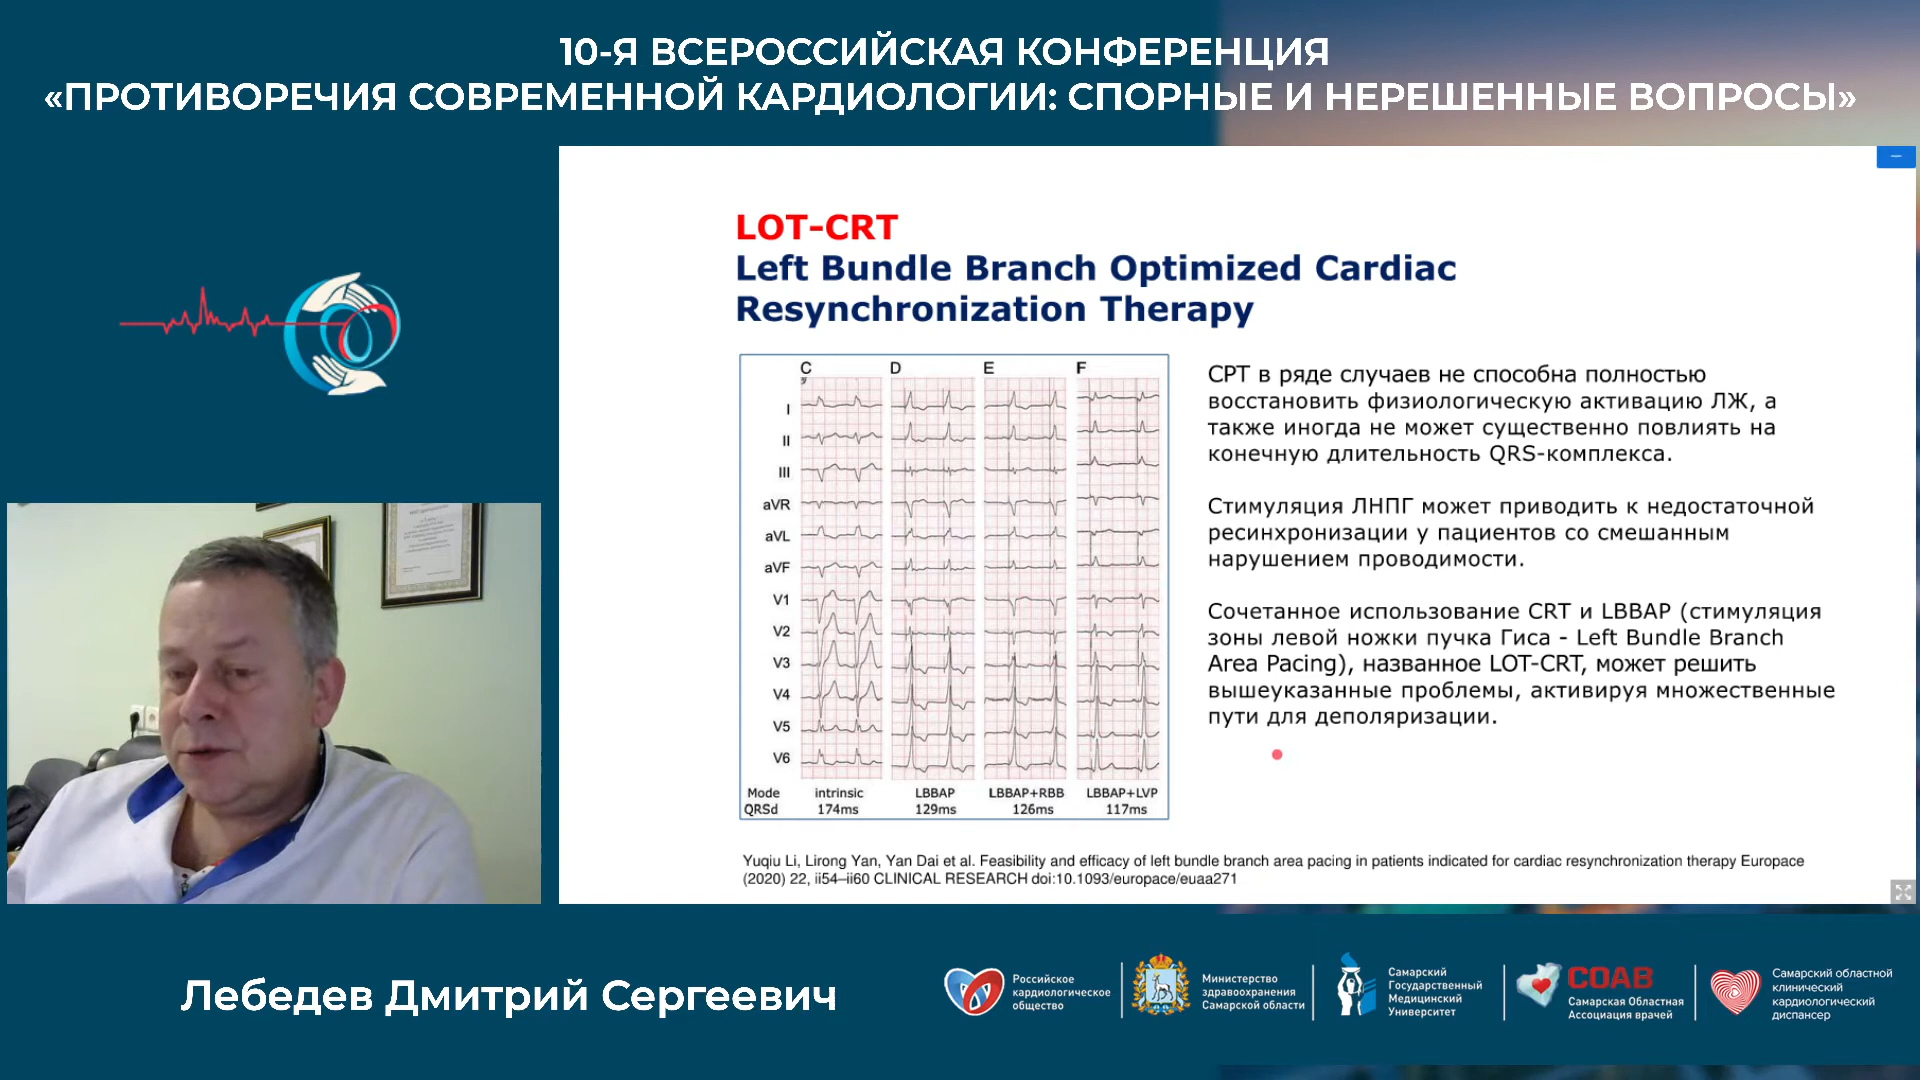 10-Я ВСЕРОССИЙСКАЯ КОНФЕРЕНЦИЯ
«ПРОТИВОРЕЧИЯ СОВРЕМЕННОЙ КАРДИОЛОГИИ: СПОРНЫЕ И НЕРЕШЕННЫЕ ВОПРОСЫ»
LOT-CRT
Left Bundle Branch Optimized Cardiac
Resynchronization Therapy
C D E F
I
II
III
aVR
aVL
aVF
V1
V2
V3
V4
V5
V6
Mode intrinsic LBBAP LBBAP+RBB LBBAP+LVP
QRSd 174ms 129ms 126ms 117ms
СРТ в ряде случаев не способна полностью
восстановить физиологическую активацию ЛЖ, а
также иногда не может существенно повлиять на
конечную длительность QRS-комплекса.
Стимуляция ЛНПГ может приводить к недостаточной
ресинхронизации у пациентов со смешанным
нарушением проводимости.
Сочетанное использование CRT и LBBAP (стимуляция
зоны левой ножки пучка Гиса - Left Bundle Branch
Area Pacing), названное LOT-CRT, может решить
вышеуказанные проблемы, активируя множественные
пути для деполяризации.
Yuqiu Li, Lirong Yan, Yan Dai et al. Feasibility and efficacy of left bundle branch area pacing in patients indicated for cardiac resynchronization therapy Europace
(2020) 22, ii54–ii60 CLINICAL RESEARCH doi:10.1093/europace/euaa271
Лебедев Дмитрий Сергеевич
Российское
кардиологическое
общество
Министерство
здравоохранения
Самарской области
Самарский
Государственный
Медицинский
Университет
СОАВ
Самарская Областная
Ассоциация врачей
Самарский областной
клинический
кардиологический
диспансер